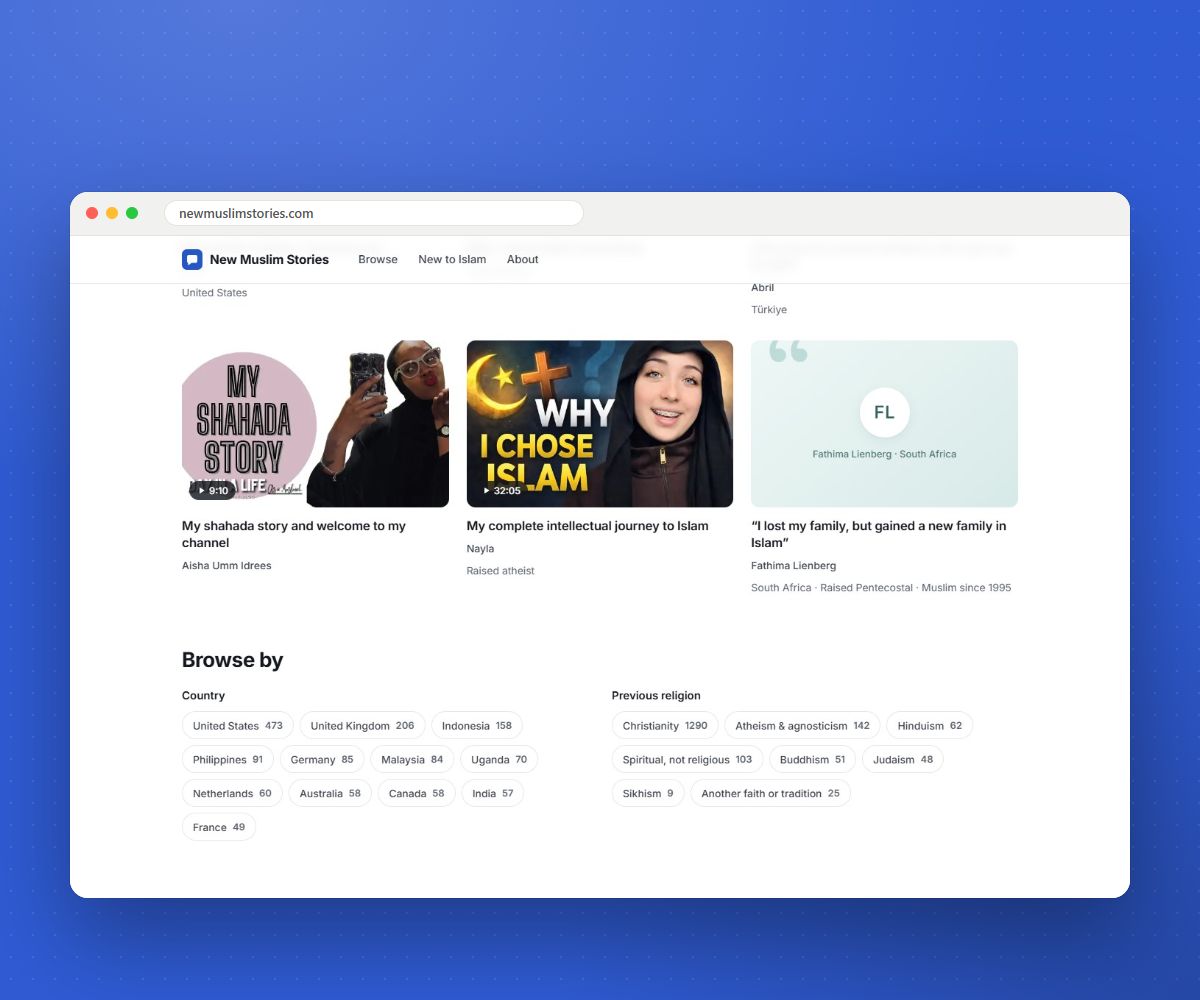 newmuslimstories.com
New Muslim Stories Browse New to Islam About
United States
Abril
Türkiye
MY
SHAHADA
STORY
A LIFE
9:10
WHY
I CHOSE
ISLAM
32:05
“
FL
Fathima Lienberg · South Africa
My shahada story and welcome to my
channel
Aisha Umm Idrees
My complete intellectual journey to Islam
Nayla
Raised atheist
“I lost my family, but gained a new family in
Islam”
Fathima Lienberg
South Africa · Raised Pentecostal · Muslim since 1995
Browse by
Country
United States 473 United Kingdom 206 Indonesia 158
Philippines 91 Germany 85 Malaysia 84 Uganda 70
Netherlands 60 Australia 58 Canada 58 India 57
France 49
Previous religion
Christianity 1290 Atheism & agnosticism 142 Hinduism 62
Spiritual, not religious 103 Buddhism 51 Judaism 48
Sikhism 9 Another faith or tradition 25